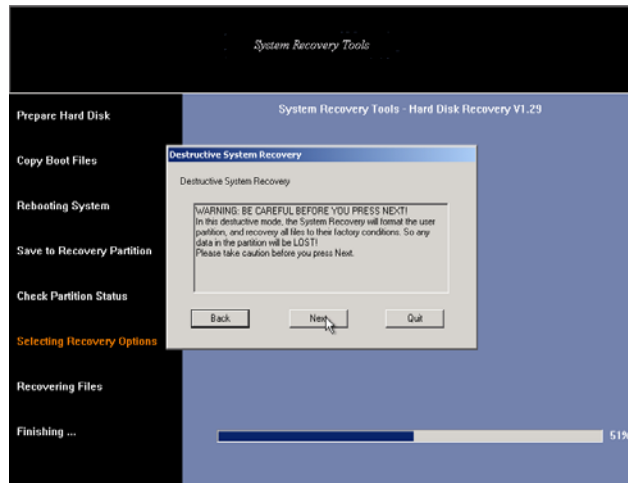 System Recovery Tools
System Recovery Tools - Hard Disk Recovery V1.29
Prepare Hard Disk
Copy Boot Files
Rebooting System
Save to Recovery Partition
Check Partition Status
Selecting Recovery Options
Recovering Files
Finishing ...
Destructive System Recovery
Destructive System Recovery
WARNING: BE CAREFUL BEFORE YOU PRESS NEXT!
In this destuctive mode, the System Recovery will format the user
partition, and recovery all files to their factory conditions. So any
data in the partition will be LOST!
Please take caution before you press Next.
Back
Next
Quit
51%